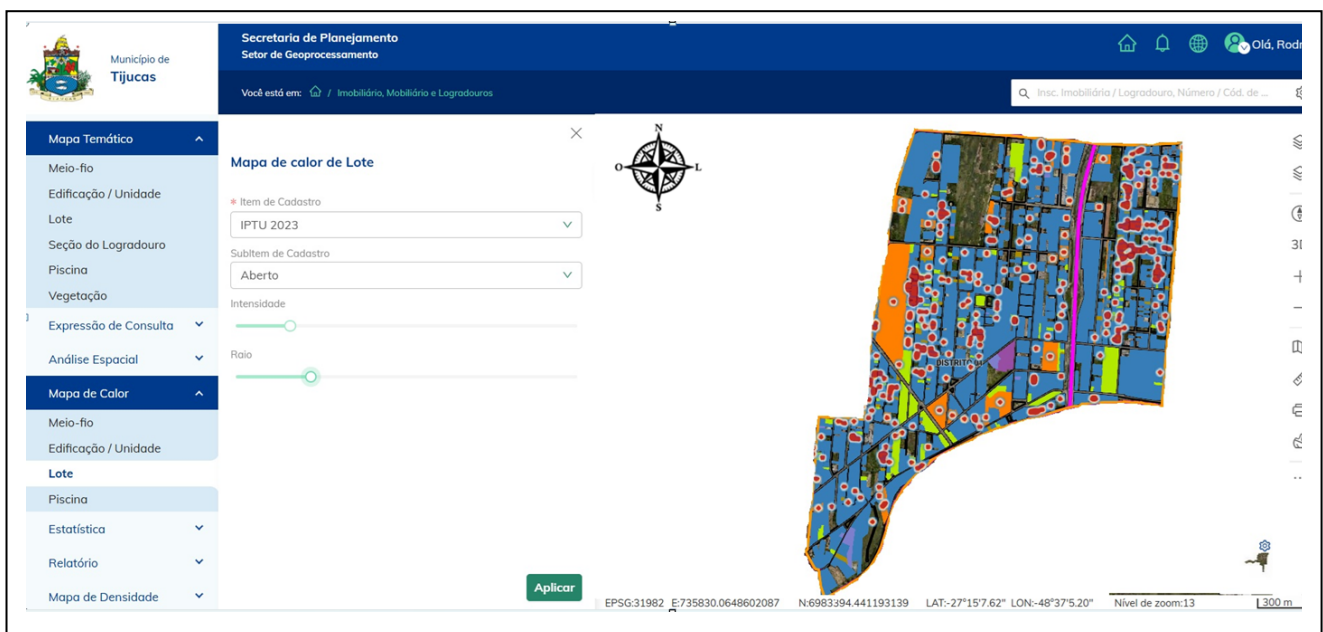 Município de
Tijucas
Secretaria de Planejamento
Setor de Geoprocessamento
Olá, Rodr
Você está em: / Imobiliário, Mobiliário e Logradouros
Insc. Imobiliária / Logradouro, Número / Cód. de ...
Mapa Temático
Meio-fio
Edificação / Unidade
Lote
Seção do Logradouro
Piscina
Vegetação
Expressão de Consulta
Análise Espacial
Mapa de Calor
Meio-fio
Edificação / Unidade
Lote
Piscina
Estatística
Relatório
Mapa de Densidade
Mapa de calor de Lote
* Item de Cadastro
IPTU 2023
SubItem de Cadastro
Aberto
Intensidade
Raio
Aplicar
N
O
L
S
DISTRITO 01
3D
EPSG:31982 E:735830.0648602087 N:6983394.441193139 LAT:-27°15'7.62" LON:-48°37'5.20" Nível de zoom:13 300 m